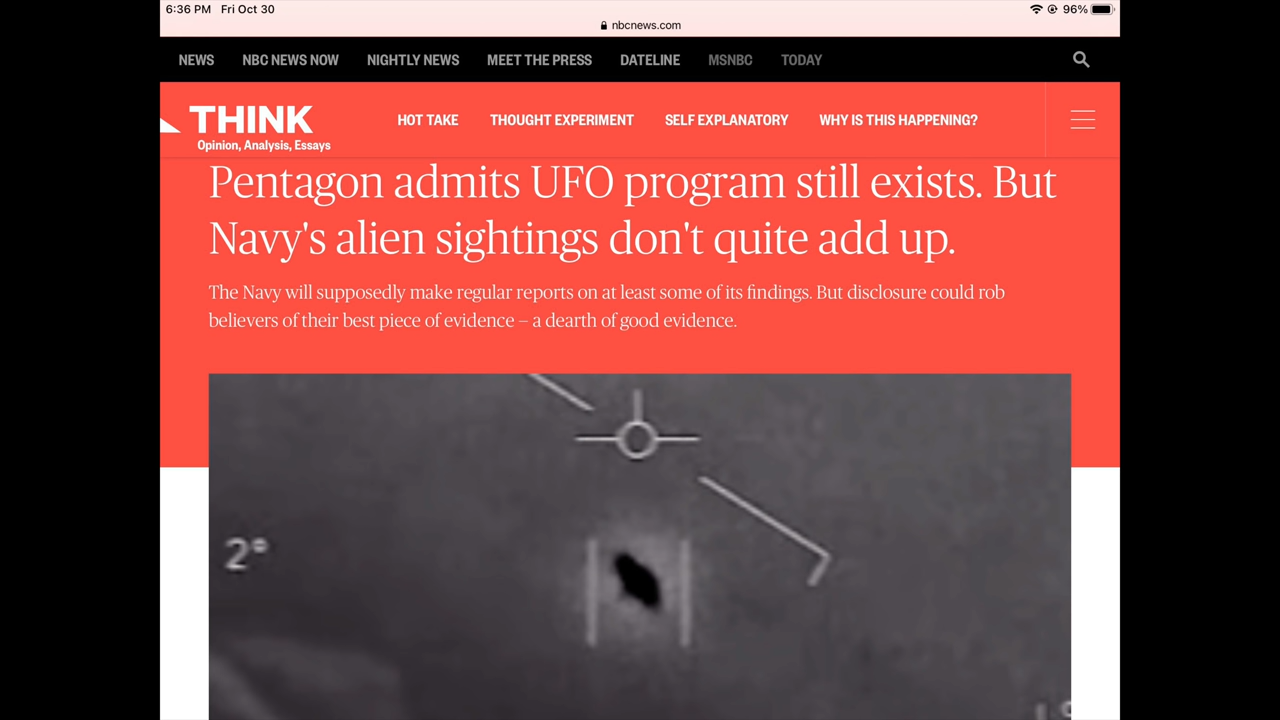 6:36 PM Fri Oct 30 96%
nbcnews.com
NEWS NBC NEWS NOW NIGHTLY NEWS MEET THE PRESS DATELINE MSNBC TODAY
THINK HOT TAKE THOUGHT EXPERIMENT SELF EXPLANATORY WHY IS THIS HAPPENING?
Opinion, Analysis, Essays
Pentagon admits UFO program still exists. But
Navy's alien sightings don't quite add up.
The Navy will supposedly make regular reports on at least some of its findings. But disclosure could rob
believers of their best piece of evidence – a dearth of good evidence.
2°